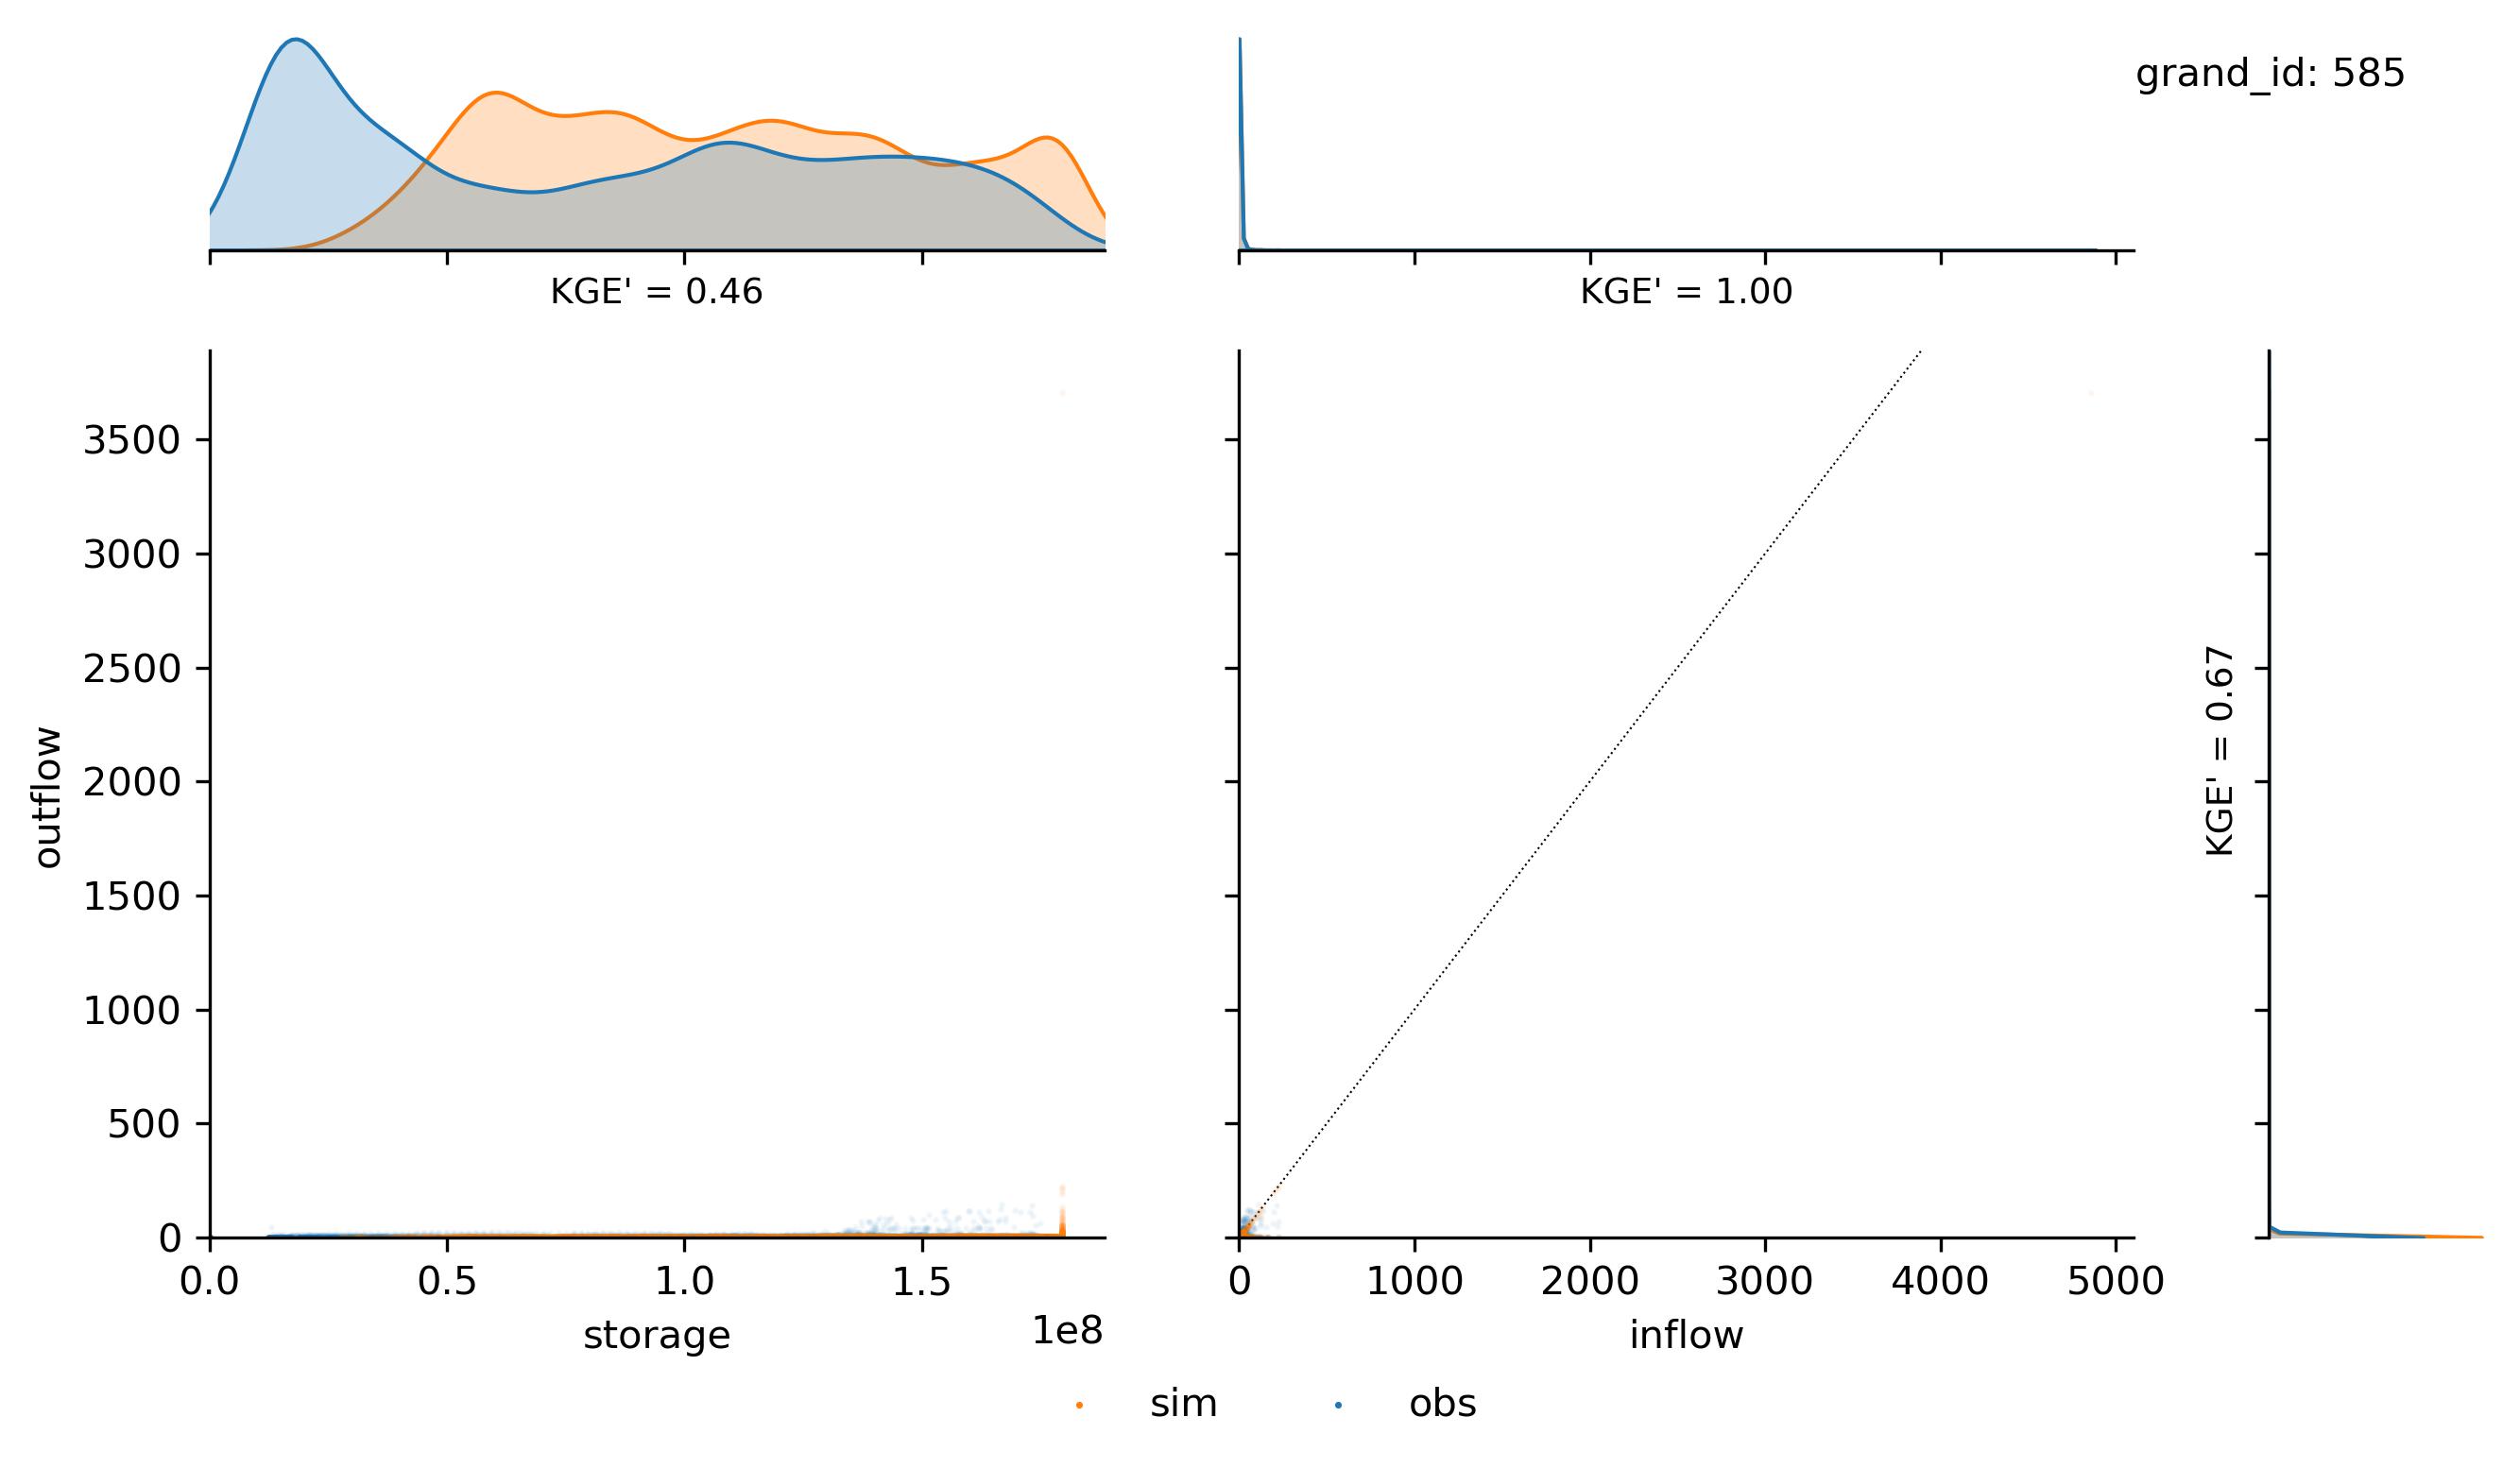 grand_id: 585
KGE' = 0.46
KGE' = 1.00
3500
3000
2500
2000
1500
1000
500
0
outflow
KGE' = 0.67
0.0 0.5 1.0 1.5
0 1000 2000 3000 4000 5000
storage
1e8
inflow
sim
obs